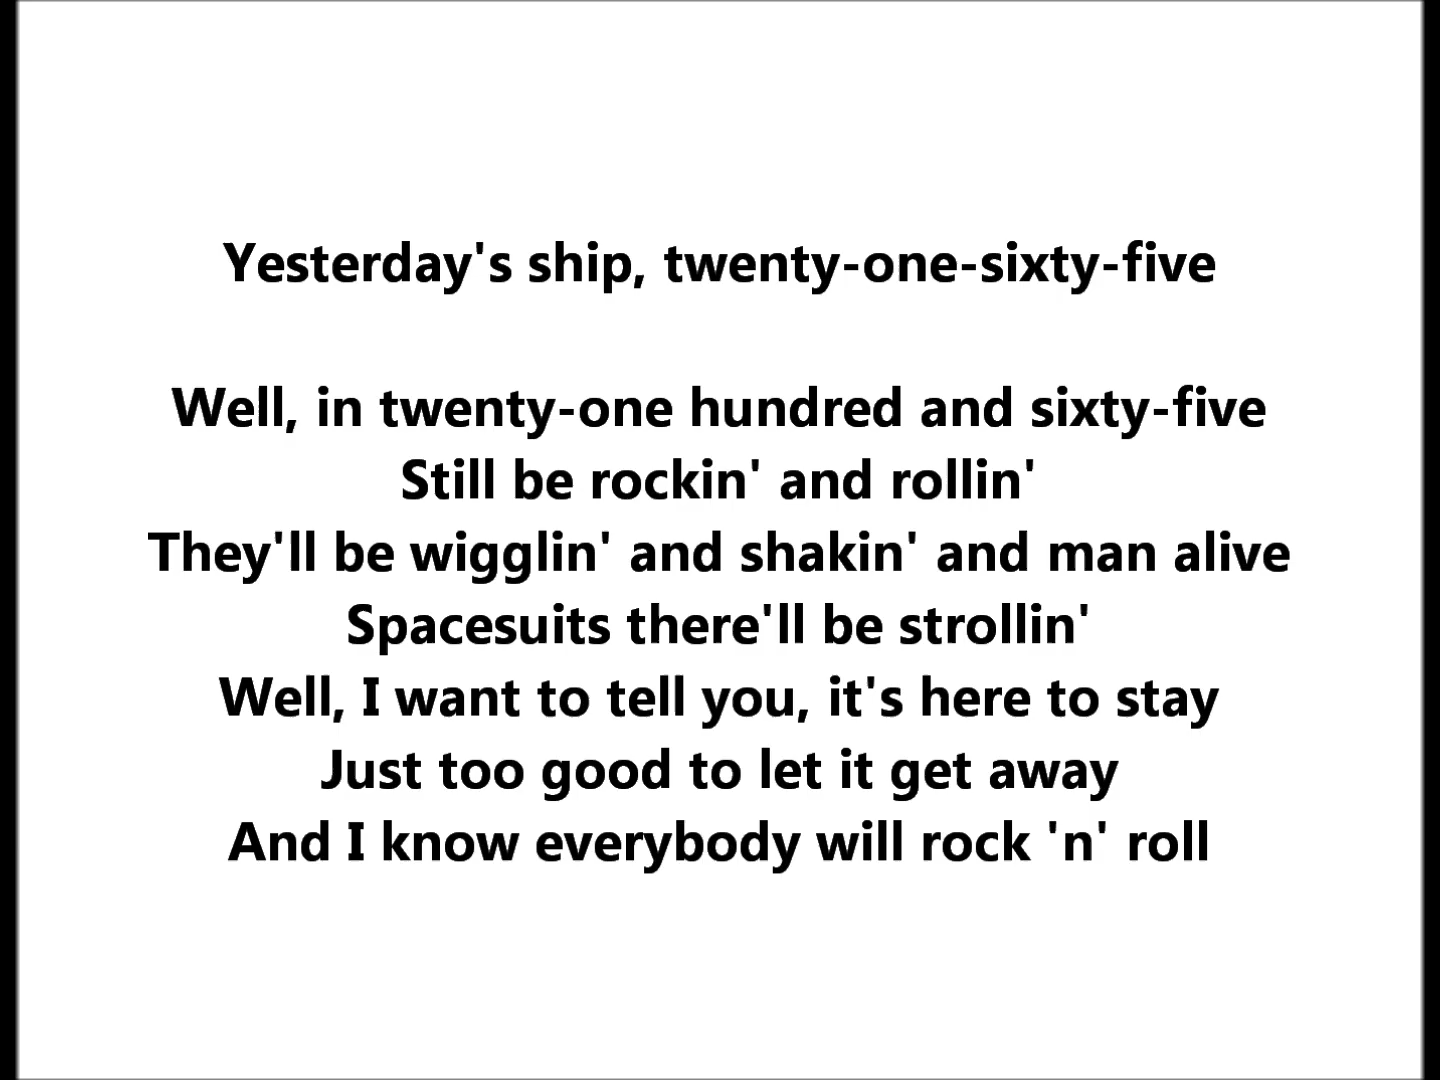 Yesterday's ship, twenty-one-sixty-five
Well, in twenty-one hundred and sixty-five
Still be rockin' and rollin'
They'll be wigglin' and shakin' and man alive
Spacesuits there'll be strollin'
Well, I want to tell you, it's here to stay
Just too good to let it get away
And I know everybody will rock 'n' roll